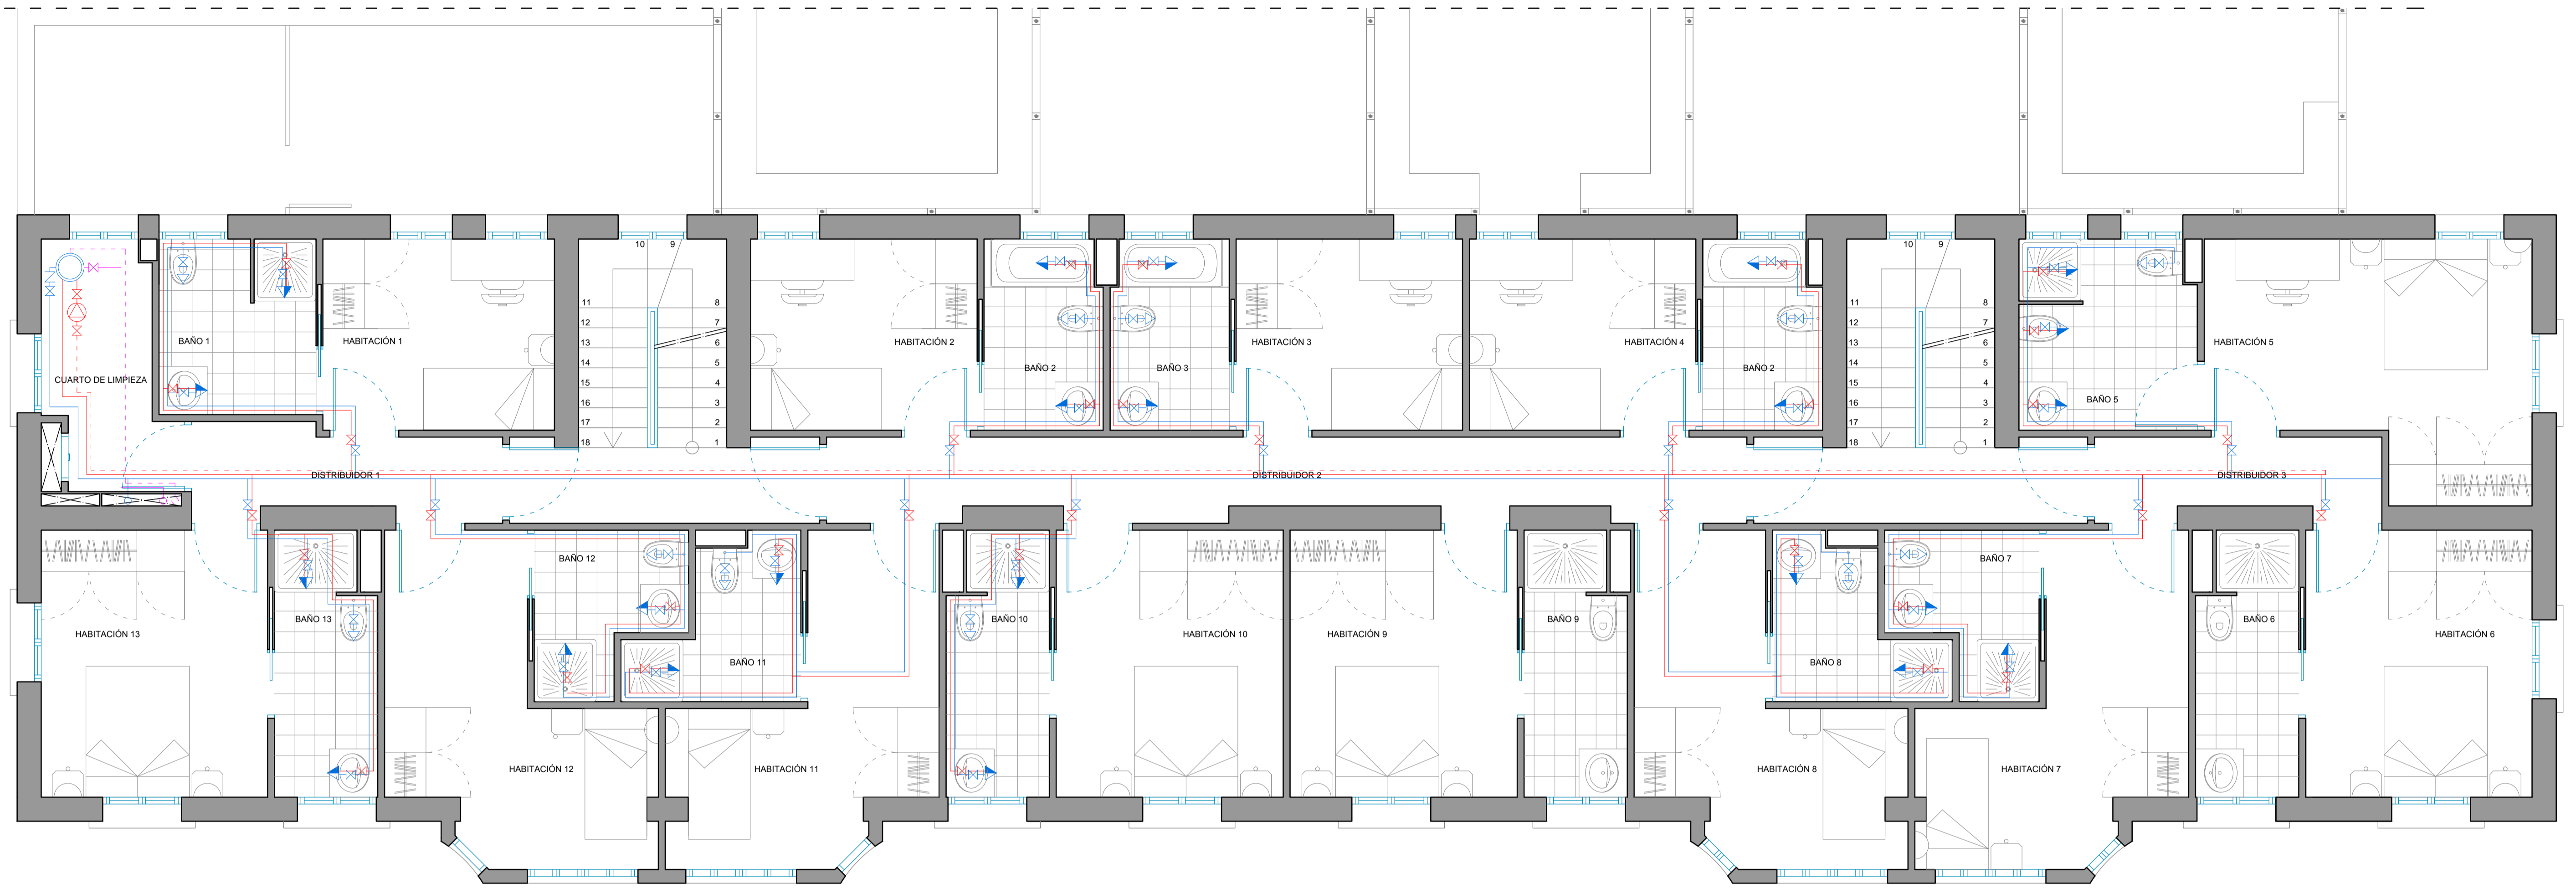 10 9
10 9
11 8
12 7
13 6
14 5
15 4
16 3
17 2
18 1
11 8
12 7
13 6
14 5
15 4
16 3
17 2
18 1
BAÑO 1
HABITACIÓN 1
HABITACIÓN 2
BAÑO 2
BAÑO 3
HABITACIÓN 3
HABITACIÓN 4
BAÑO 2
HABITACIÓN 5
CUARTO DE LIMPIEZA
BAÑO 5
DISTRIBUIDOR 1
DISTRIBUIDOR 2
DISTRIBUIDOR 3
BAÑO 12
BAÑO 7
BAÑO 13
BAÑO 10
BAÑO 9
BAÑO 6
HABITACIÓN 13
HABITACIÓN 10
HABITACIÓN 9
HABITACIÓN 6
BAÑO 11
BAÑO 8
HABITACIÓN 12
HABITACIÓN 11
HABITACIÓN 8
HABITACIÓN 7